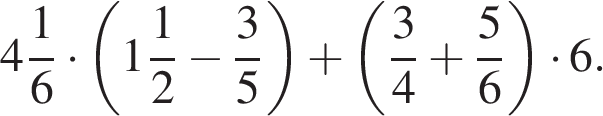 4 1/6 · (1 1/2 − 3/5) + (3/4 + 5/6) · 6.